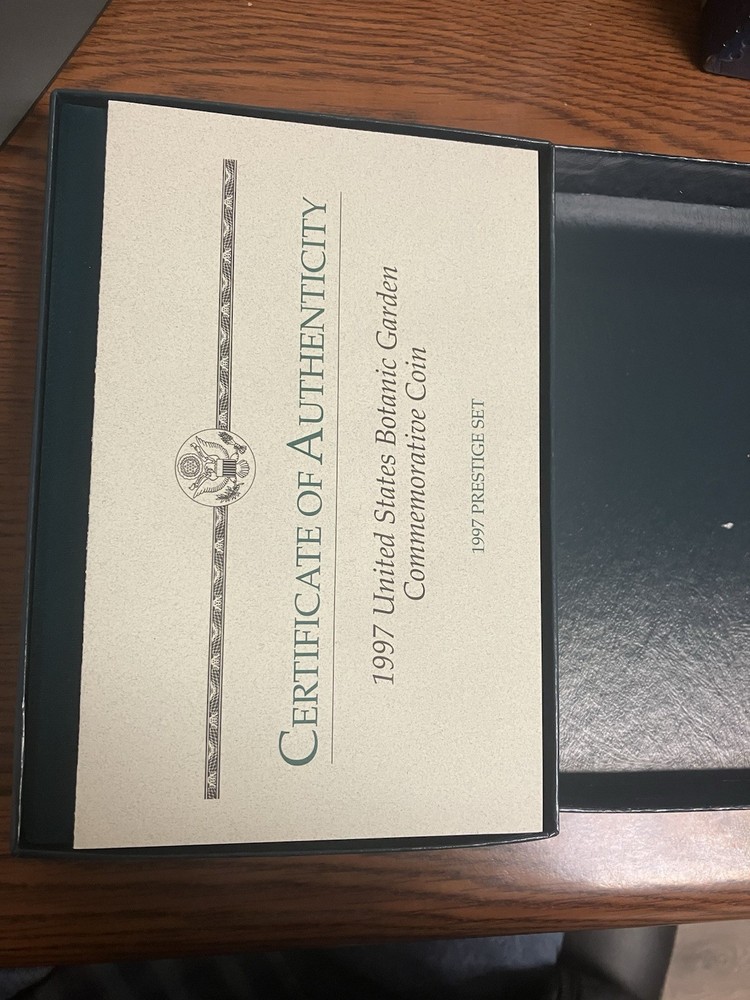 CERTIFICATE OF AUTHENTICITY
1997 United States Botanic Garden
Commemorative Coin
1997 PRESTIGE SET